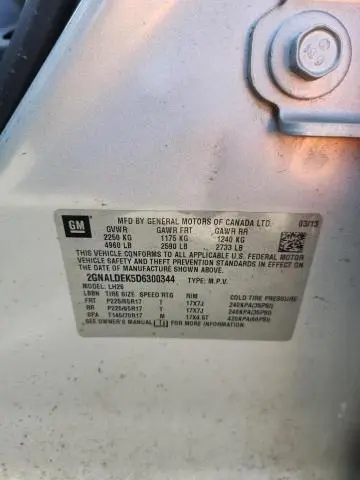 GM
MFD BY GENERAL MOTORS OF CANADA LTD. 03/13
GVWR GAWR FRT GAWR RR
2250 KG 1175 KG 1240 KG
4960 LB 2590 LB 2733 LB
THIS VEHICLE CONFORMS TO ALL APPLICABLE U.S. FEDERAL MOTOR
VEHICLE SAFETY AND THEFT PREVENTION STANDARDS IN EFFECT ON
THE DATE OF MANUFACTURE SHOWN ABOVE.
2GNALDEK5D6300344 TYPE: M.P.V.
MODEL: LH26
TIRE SIZE SPEED RTG RIM COLD TIRE PRESSURE
FRT P225/65R17 T 17X7J 240KPA(35PSI)
RR P225/65R17 T 17X7J 240KPA(35PSI)
SPA T145/70R17 M 17X4.5T 420KPA(60PSI)
SEE OWNER'S MANUAL